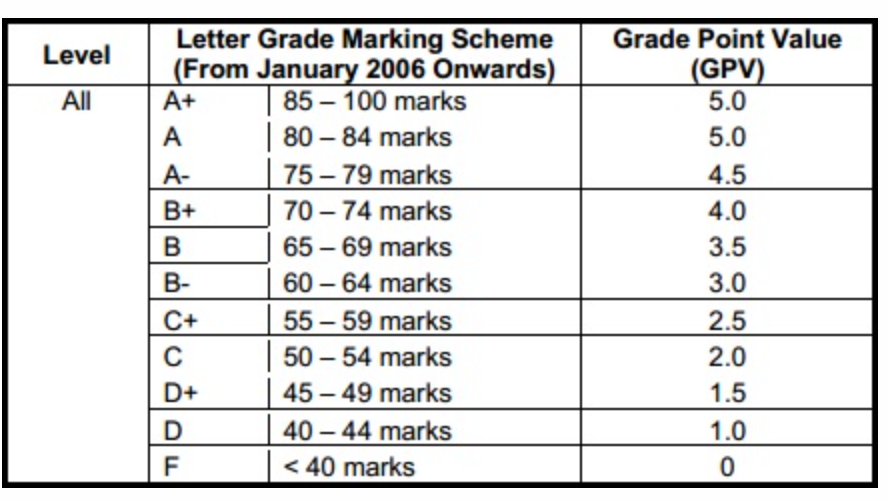 Level Letter Grade Marking Scheme (From January 2006 Onwards) Grade Point Value (GPV)
All A+ 85 – 100 marks 5.0
A 80 – 84 marks 5.0
A- 75 – 79 marks 4.5
B+ 70 – 74 marks 4.0
B 65 – 69 marks 3.5
B- 60 – 64 marks 3.0
C+ 55 – 59 marks 2.5
C 50 – 54 marks 2.0
D+ 45 – 49 marks 1.5
D 40 – 44 marks 1.0
F < 40 marks 0